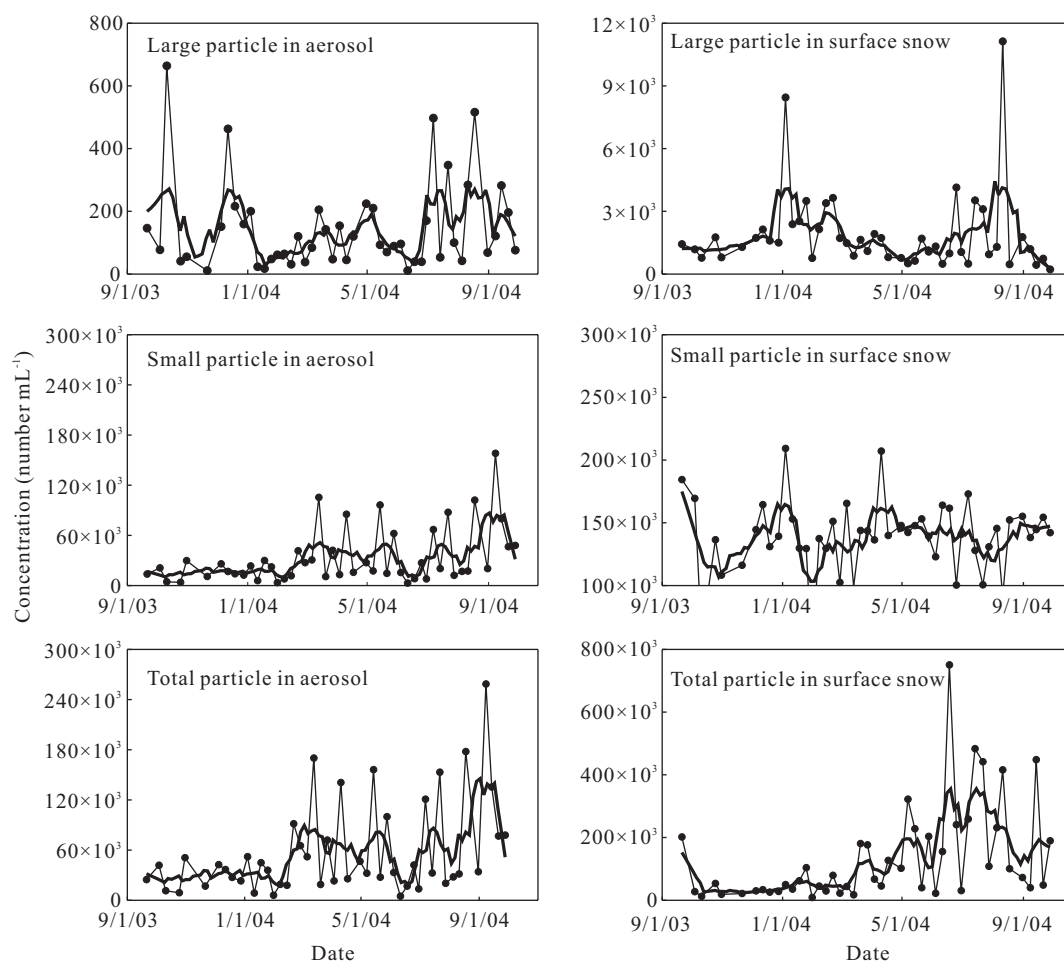 Concentration (number mL⁻¹)
Large particle in aerosol
800
600
400
200
0
9/1/03 1/1/04 5/1/04 9/1/04
Large particle in surface snow
12×10³
9×10³
6×10³
3×10³
0
9/1/03 1/1/04 5/1/04 9/1/04
Small particle in aerosol
300×10³
240×10³
180×10³
120×10³
60×10³
0
9/1/03 1/1/04 5/1/04 9/1/04
Small particle in surface snow
300×10³
250×10³
200×10³
150×10³
100×10³
9/1/03 1/1/04 5/1/04 9/1/04
Total particle in aerosol
300×10³
240×10³
180×10³
120×10³
60×10³
0
9/1/03 1/1/04 5/1/04 9/1/04
Date
Total particle in surface snow
800×10³
600×10³
400×10³
200×10³
0
9/1/03 1/1/04 5/1/04 9/1/04
Date